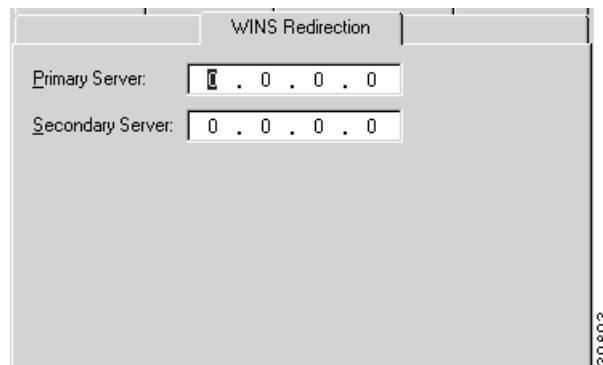 WINS Redirection
Primary Server: 0 . 0 . 0 . 0
Secondary Server: 0 . 0 . 0 . 0